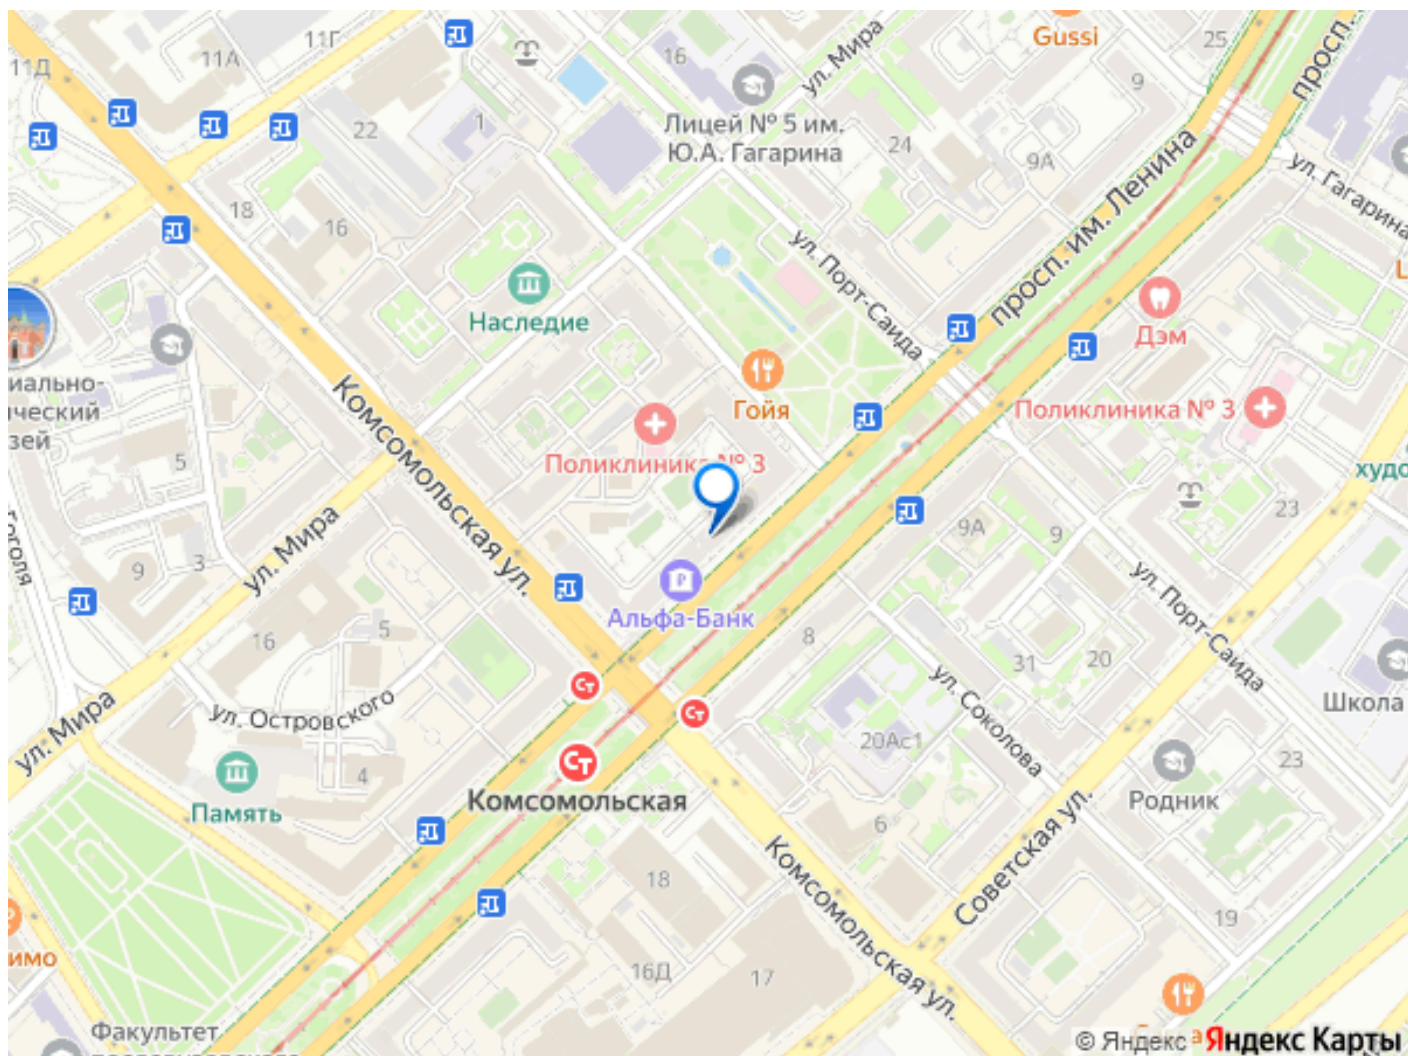 Gussi
25
просп.
11Г
11А
11Д
16
ул. Мира
9
Лицей № 5 им.
Ю.А. Гагарина
22
1
24
9А
просп. им. Ленина
ул. Гагарина
18
16
ул. Порт-Саида
Наследие
Дэм
Комсомольская ул.
Гойя
Поликлиника № 3
Поликлиника № 3
5
ул. Мира
3
9
9А
9
23
ул. Порт-Саида
Альфа-Банк
16
5
8
31
20
ул. Соколова
Школа
ул. Островского
ул. Мира
20Ас1
23
4
Память
Комсомольская
Родник
6
Советская ул.
18
Комсомольская ул.
19
16Д
17
Факультет
© Яндекс Яндекс Карты